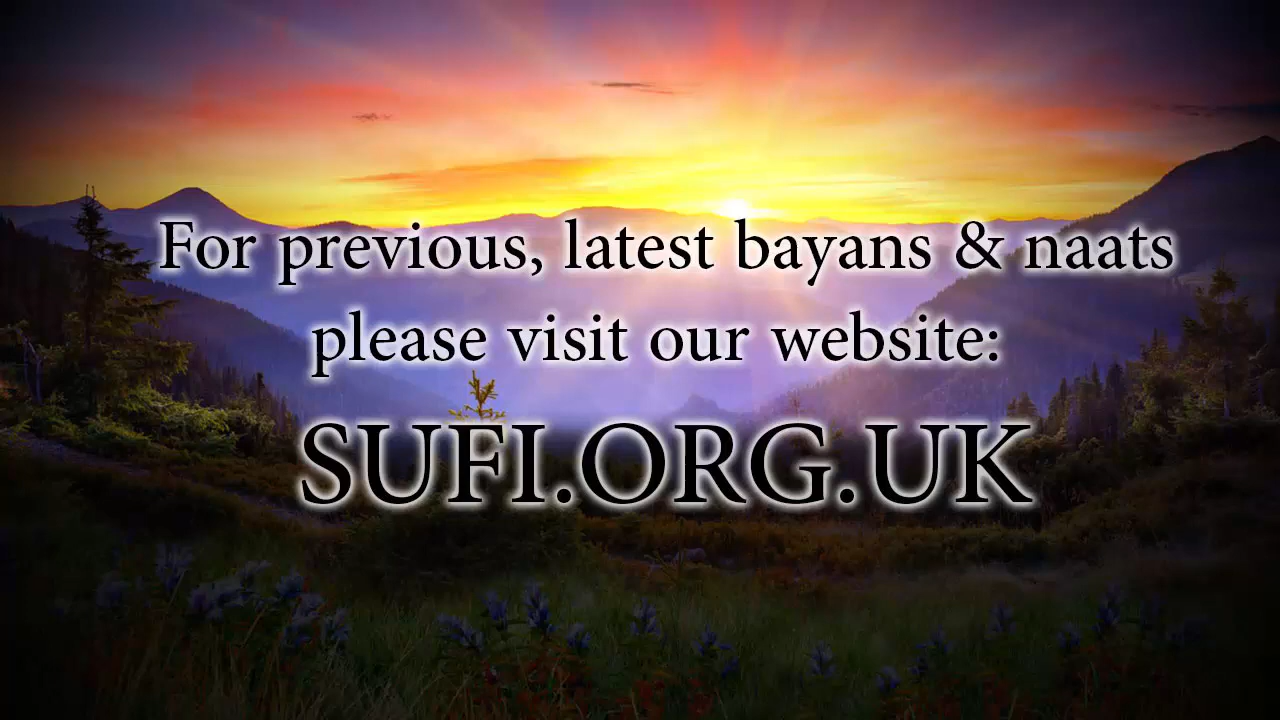 For previous, latest bayans & naats
please visit our website:
SUFI.ORG.UK